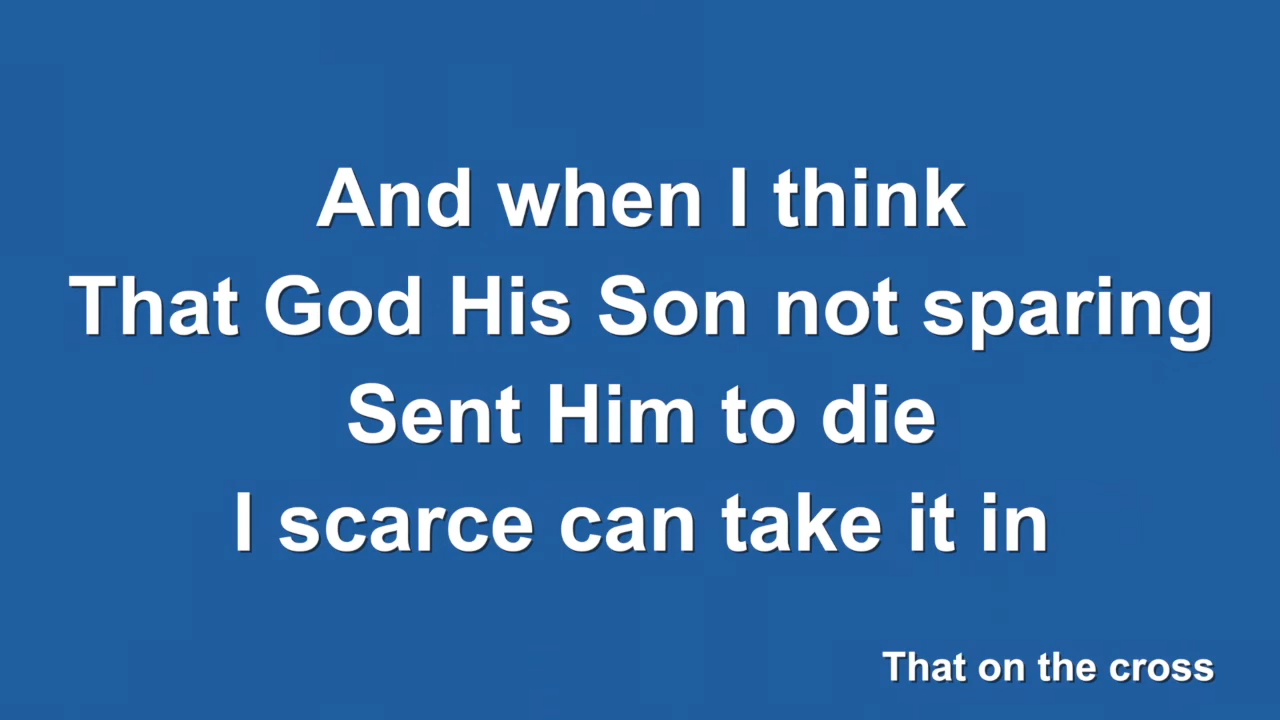 And when I think
That God His Son not sparing
Sent Him to die
I scarce can take it in
That on the cross